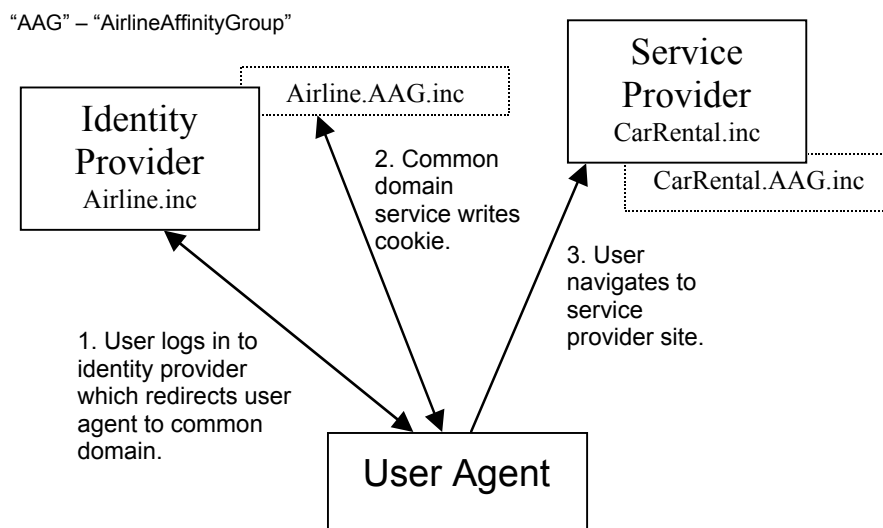 “AAG” – “AirlineAffinityGroup”
Identity
Provider
Airline.inc
Airline.AAG.inc
Service
Provider
CarRental.inc
CarRental.AAG.inc
2. Common
domain
service writes
cookie.
3. User
navigates to
service
provider site.
1. User logs in to
identity provider
which redirects user
agent to common
domain.
User Agent